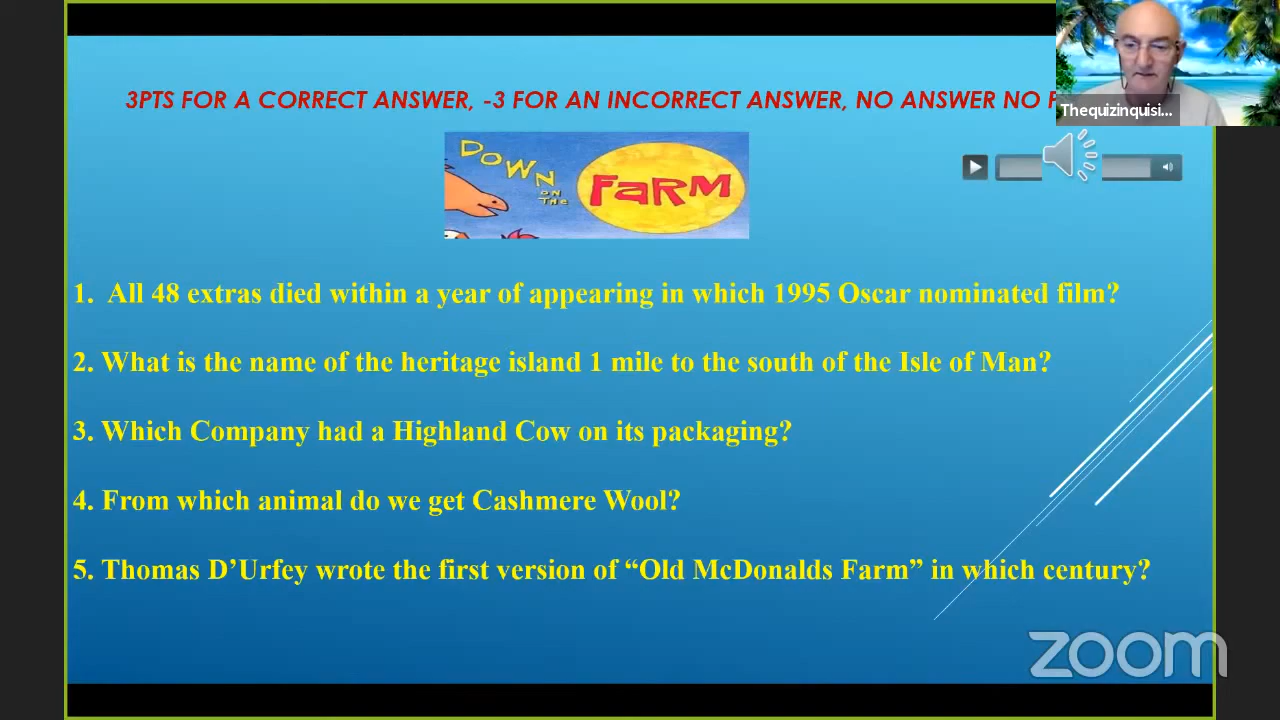 3PTS FOR A CORRECT ANSWER, -3 FOR AN INCORRECT ANSWER, NO ANSWER NO
Thequizinquisi...
DOWN
ON
THE
FARM
1. All 48 extras died within a year of appearing in which 1995 Oscar nominated film?
2. What is the name of the heritage island 1 mile to the south of the Isle of Man?
3. Which Company had a Highland Cow on its packaging?
4. From which animal do we get Cashmere Wool?
5. Thomas D’Urfey wrote the first version of “Old McDonalds Farm” in which century?
zoom